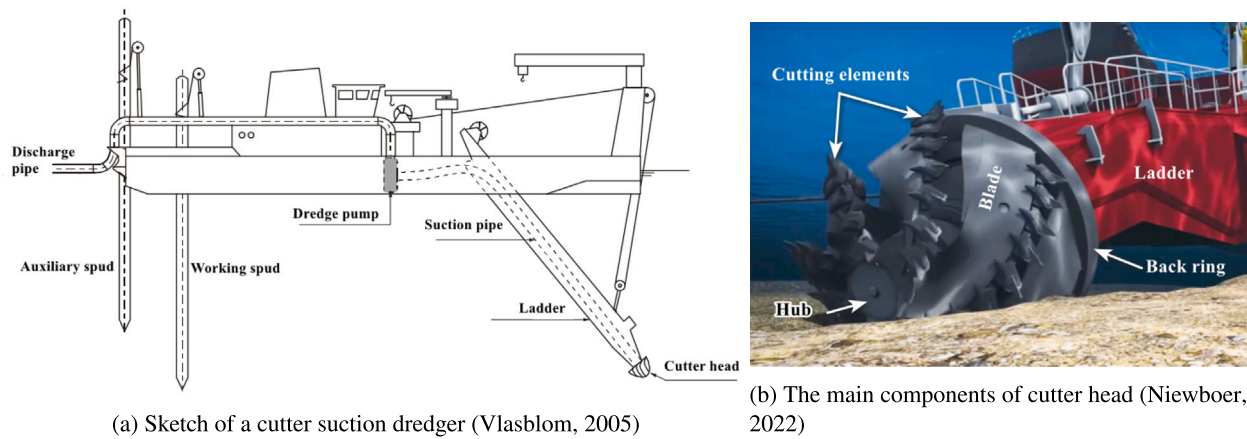 Discharge
pipe
Dredge pump
Suction pipe
Auxiliary spud
Working spud
Ladder
Cutter head
(a) Sketch of a cutter suction dredger (Vlasblom, 2005)
Cutting elements
Blade
Ladder
Back ring
Hub
(b) The main components of cutter head (Niewboer,
2022)